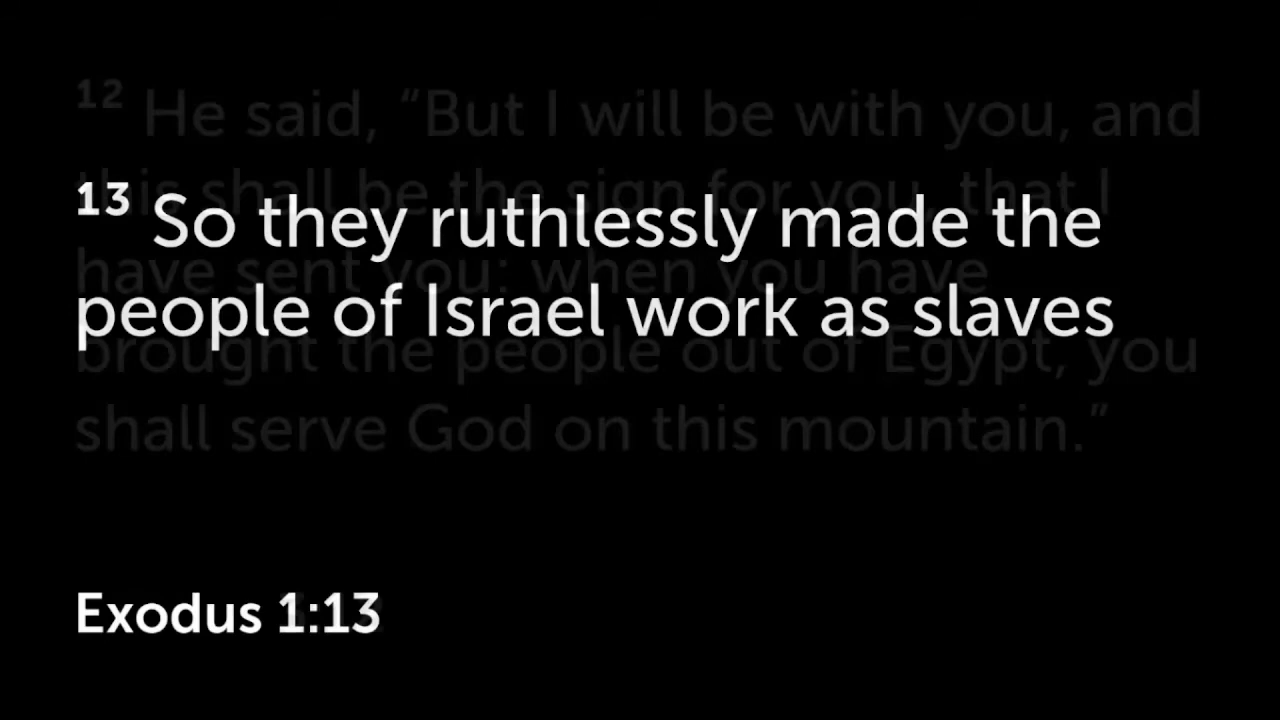 12 He said, “But I will be with you, and
this shall be the sign for you, that I
have sent you: when you have
brought the people out of Egypt, you
shall serve God on this mountain.”
13 So they ruthlessly made the
people of Israel work as slaves
Exodus 1:13